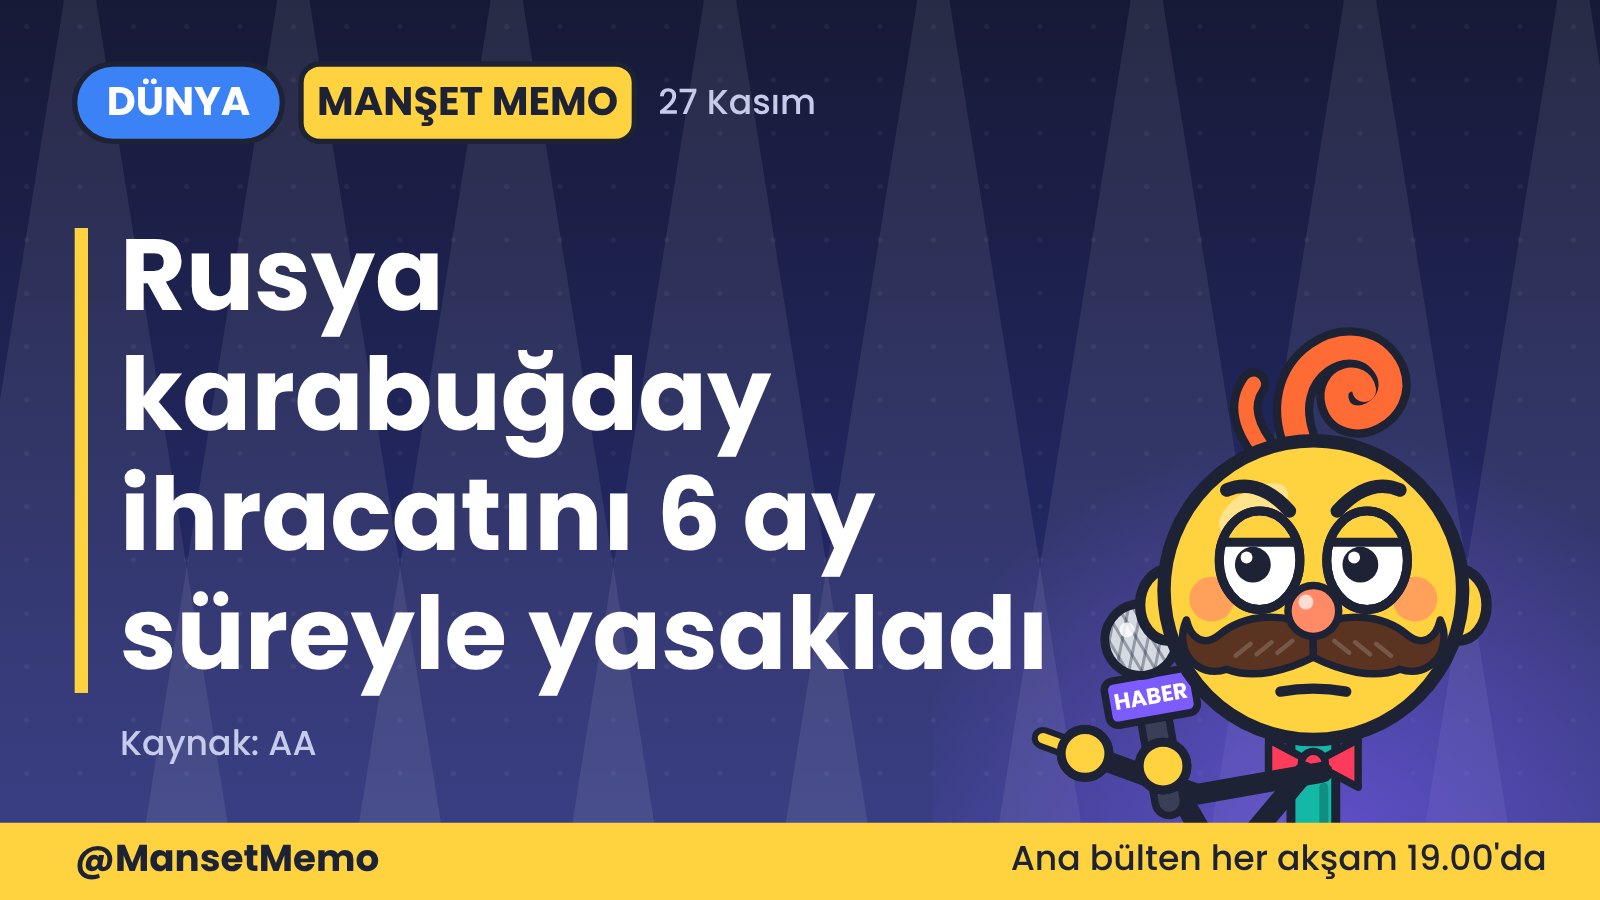 DÜNYA MANŞET MEMO 27 Kasım
Rusya
karabuğday
ihracatını 6 ay
süreyle yasakladı
Kaynak: AA
HABER
@MansetMemo
Ana bülten her akşam 19.00'da